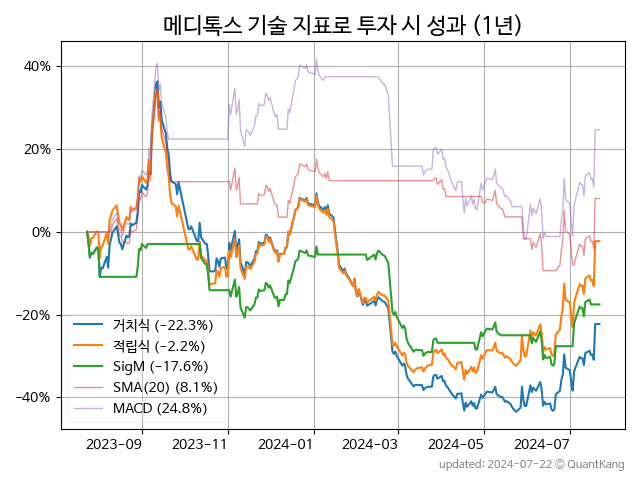 메디톡스 기술 지표로 투자 시 성과 (1년)
40%
20%
0%
−20%
−40%
거치식 (−22.3%)
적립식 (−2.2%)
SigM (−17.6%)
SMA(20) (8.1%)
MACD (24.8%)
2023−09 2023−11 2024−01 2024−03 2024−05 2024−07
updated: 2024-07-22 © QuantKang